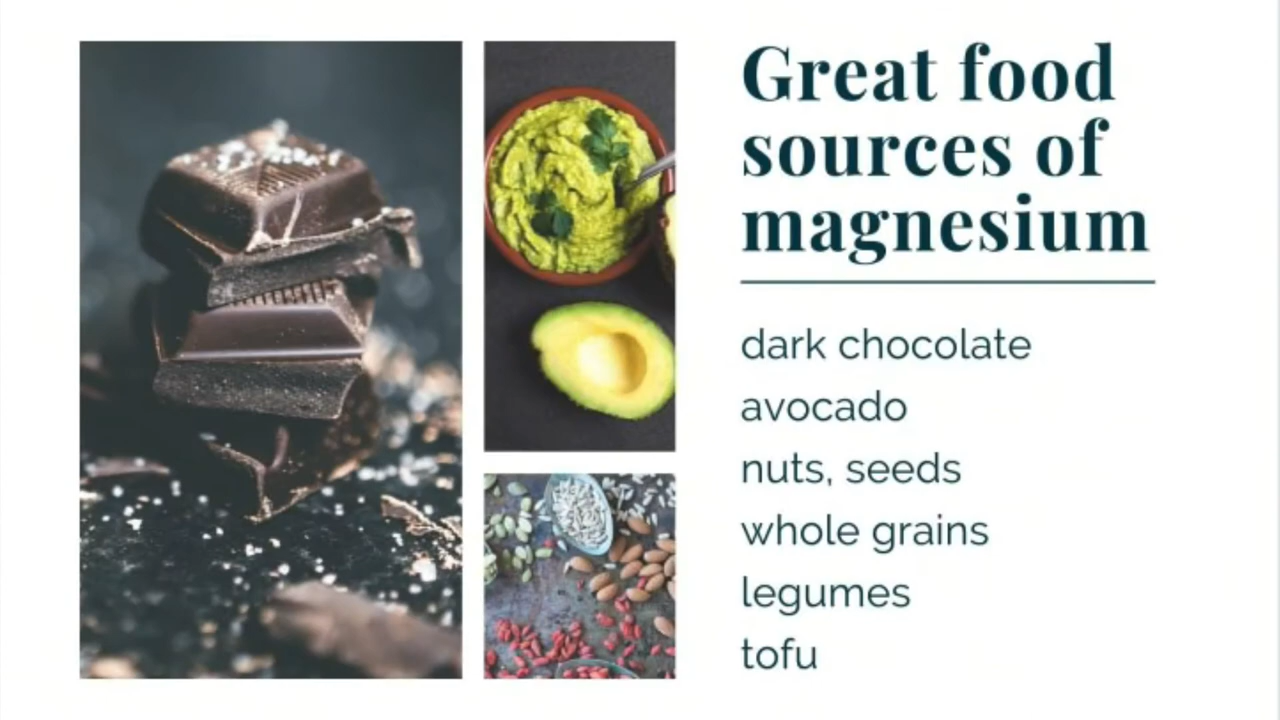 Great food
sources of
magnesium
dark chocolate
avocado
nuts, seeds
whole grains
legumes
tofu